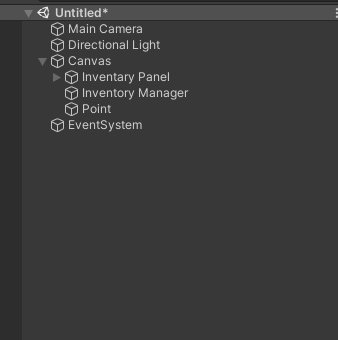 Untitled*
Main Camera
Directional Light
Canvas
Inventary Panel
Inventory Manager
Point
EventSystem